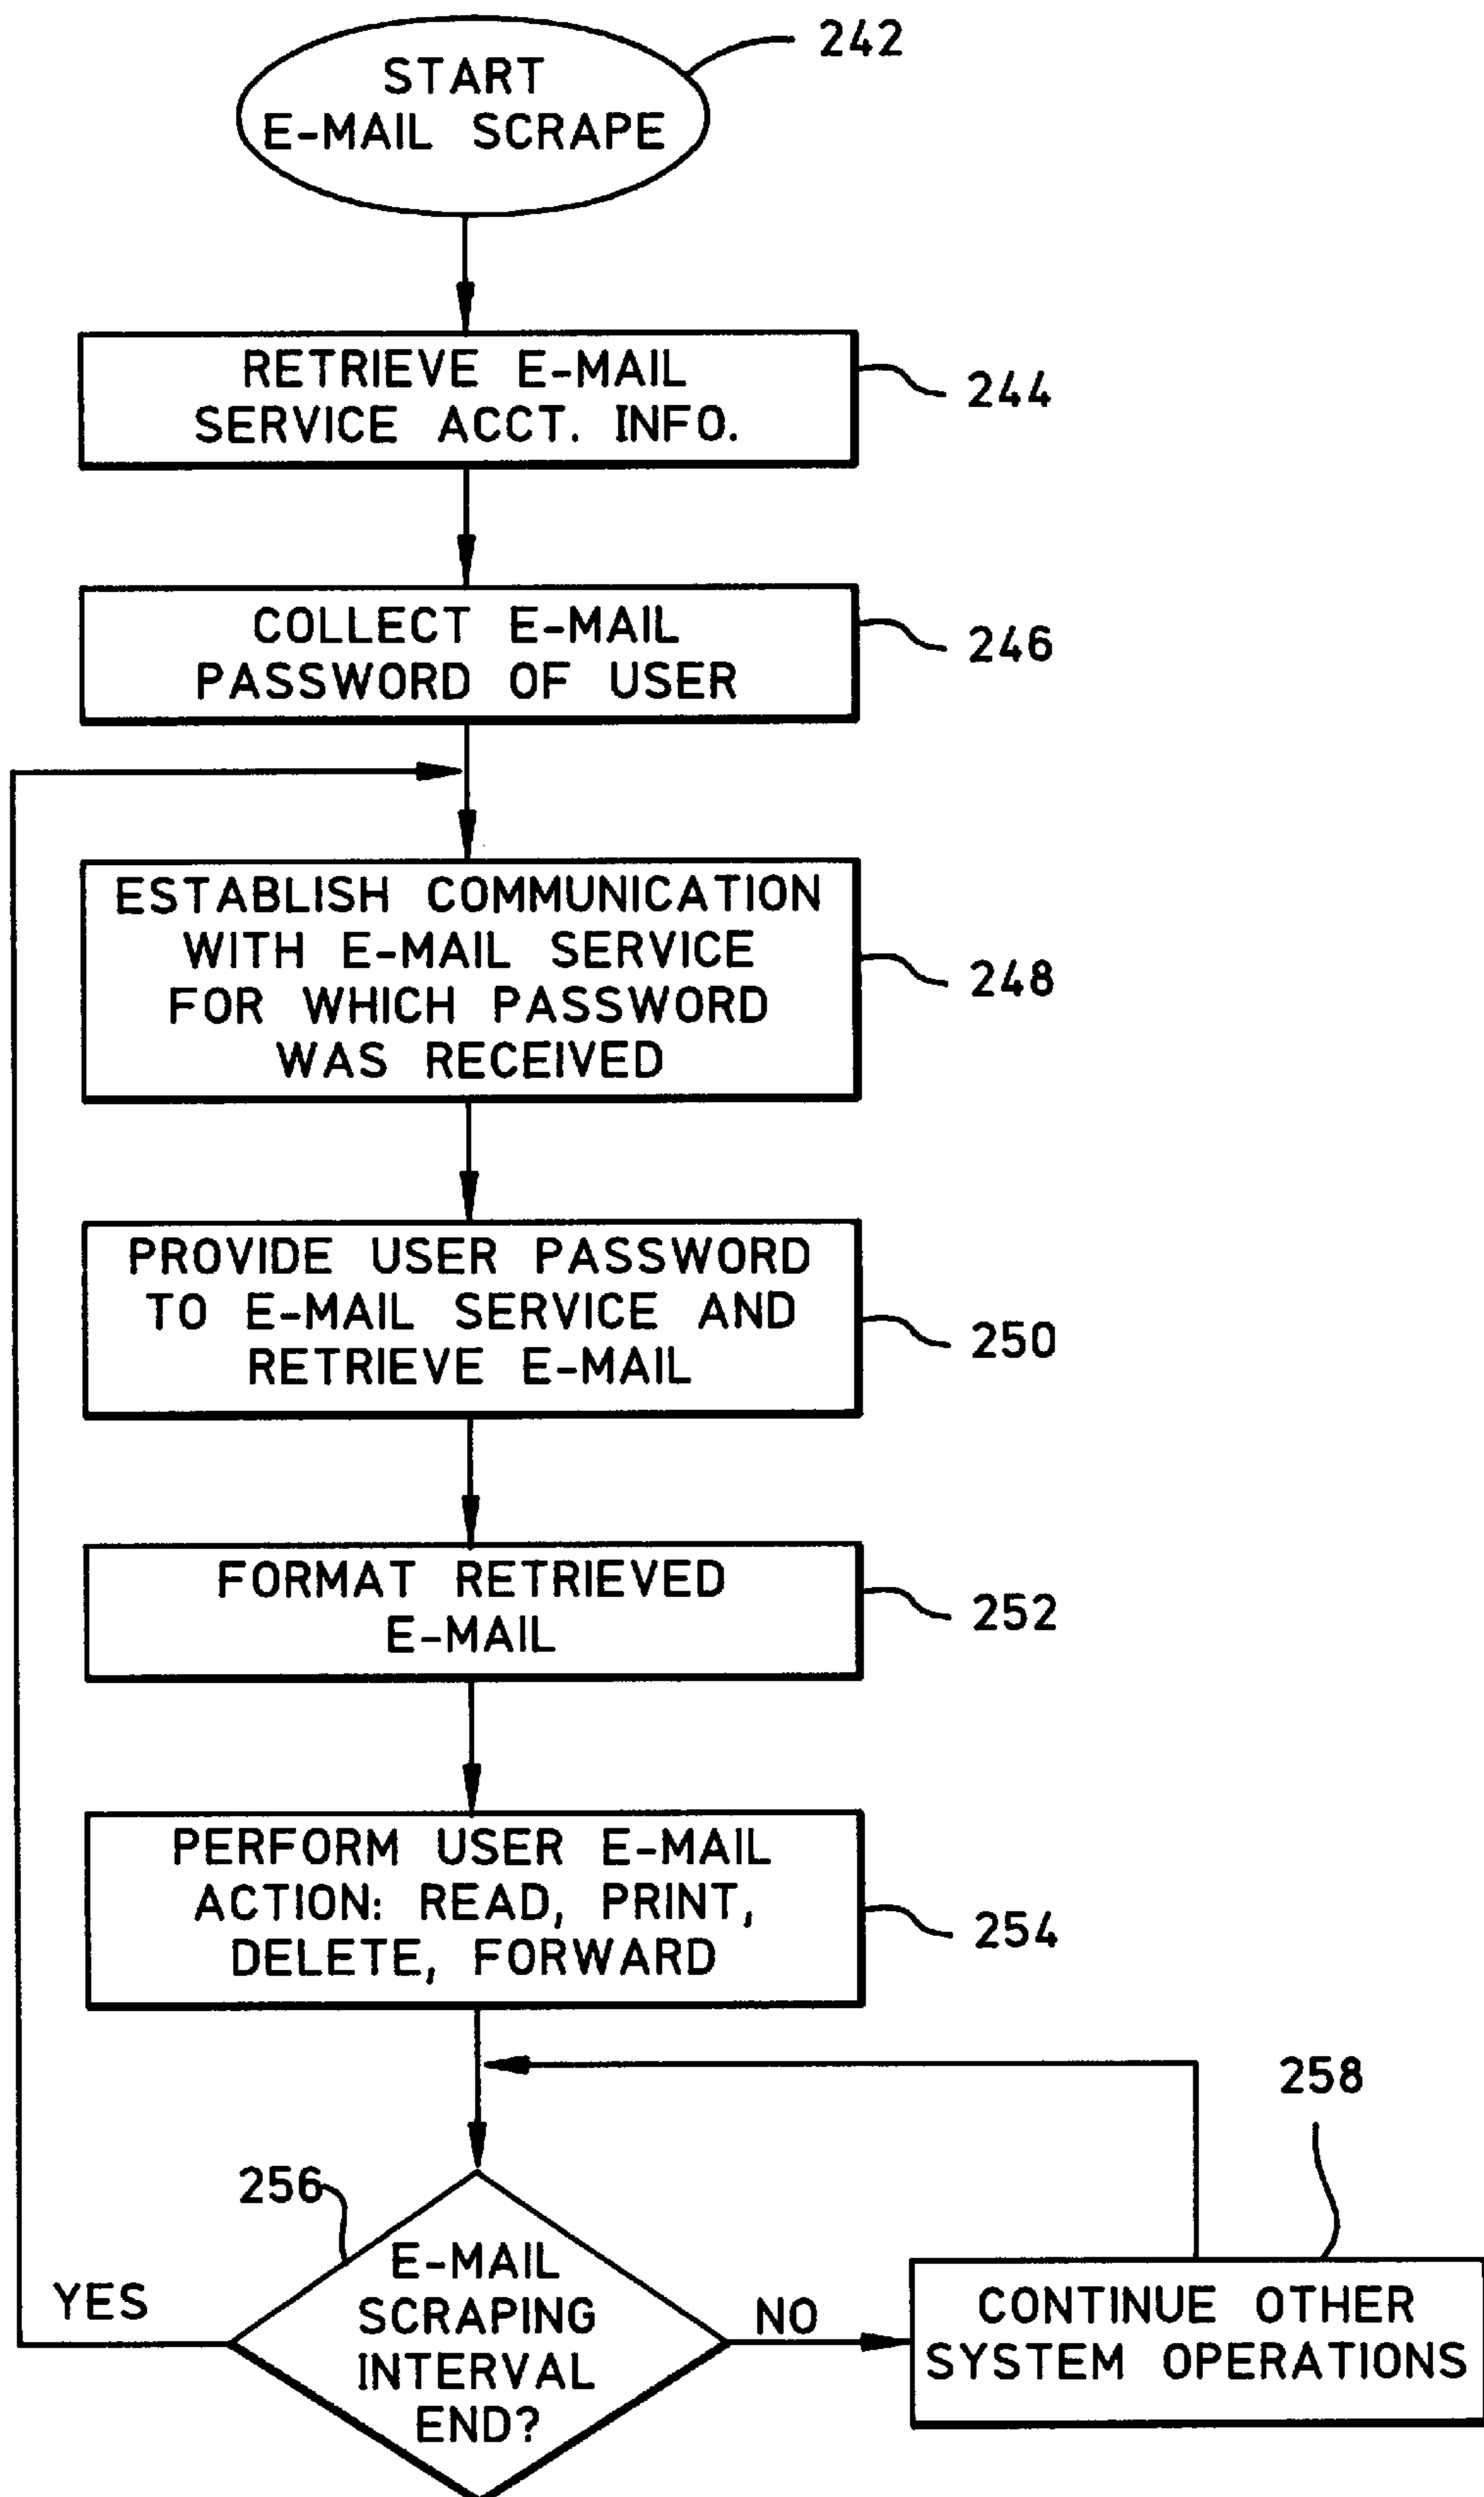 242
START
E-MAIL SCRAPE
RETRIEVE E-MAIL
SERVICE ACCT. INFO.
244
COLLECT E-MAIL
PASSWORD OF USER
246
ESTABLISH COMMUNICATION
WITH E-MAIL SERVICE
FOR WHICH PASSWORD
WAS RECEIVED
248
PROVIDE USER PASSWORD
TO E-MAIL SERVICE AND
RETRIEVE E-MAIL
250
FORMAT RETRIEVED
E-MAIL
252
PERFORM USER E-MAIL
ACTION: READ, PRINT,
DELETE, FORWARD
254
258
256
E-MAIL
SCRAPING
INTERVAL
END?
YES
NO
CONTINUE OTHER
SYSTEM OPERATIONS